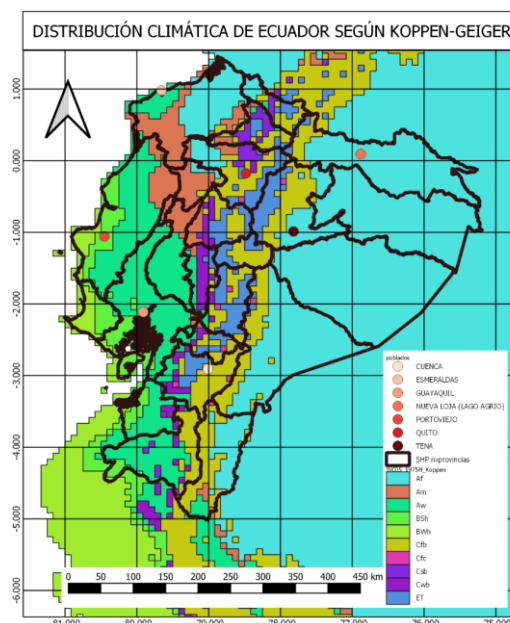 DISTRIBUCIÓN CLIMÁTICA DE ECUADOR SEGÚN KOPPEN-GEIGER
1.000
0.000
-1.000
-2.000
-3.000
-4.000
-5.000
-6.000
poblados
CUENCA
ESMERALDAS
GUAYAQUIL
NUEVA LOJA (LAGO AGRIO)
PORTOVIEJO
QUITO
TENA
SHP nxprovincias
Af
Am
Aw
BSh
BWh
Cfb
Cfc
Csb
Cwb
ET
0 50 100 150 200 250 300 350 400 450 km